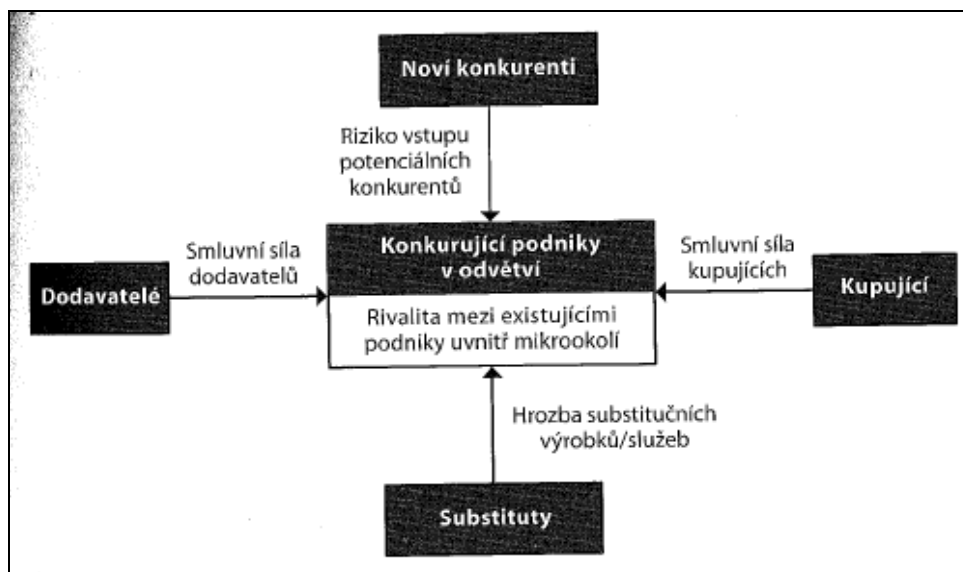 Noví konkurenti
Riziko vstupu
potenciálních
konkurentů
Smluvní síla
dodavatelů
Konkurující podniky
v odvětví
Smluvní síla
kupujících
Dodavatelé
Kupující
Rivalita mezi existujícími
podniky uvnitř mikrookolí
Hrozba substitučních
výrobků/služeb
Substituty